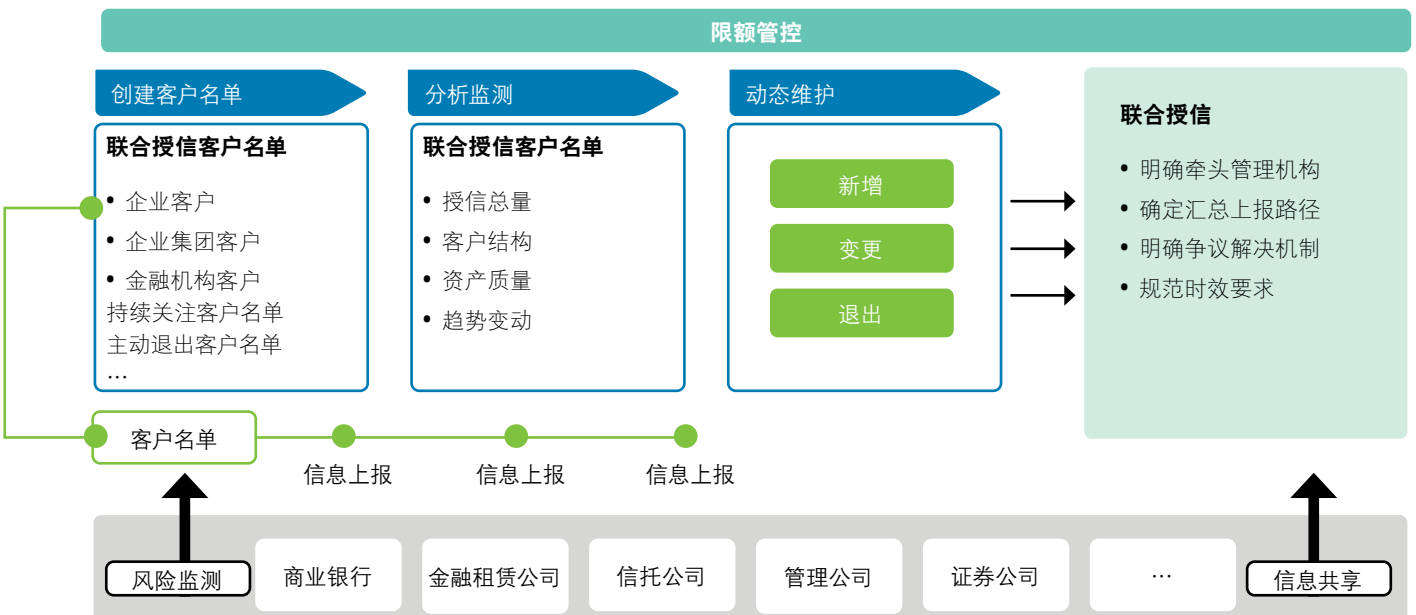 限额管控
创建客户名单
联合授信客户名单
• 企业客户
• 企业集团客户
• 金融机构客户
持续关注客户名单
主动退出客户名单
…
分析监测
联合授信客户名单
• 授信总量
• 客户结构
• 资产质量
• 趋势变动
动态维护
新增
变更
退出
联合授信
• 明确牵头管理机构
• 确定汇总上报路径
• 明确争议解决机制
• 规范时效要求
客户名单
信息上报
信息上报
信息上报
风险监测
商业银行
金融租赁公司
信托公司
管理公司
证券公司
…
信息共享